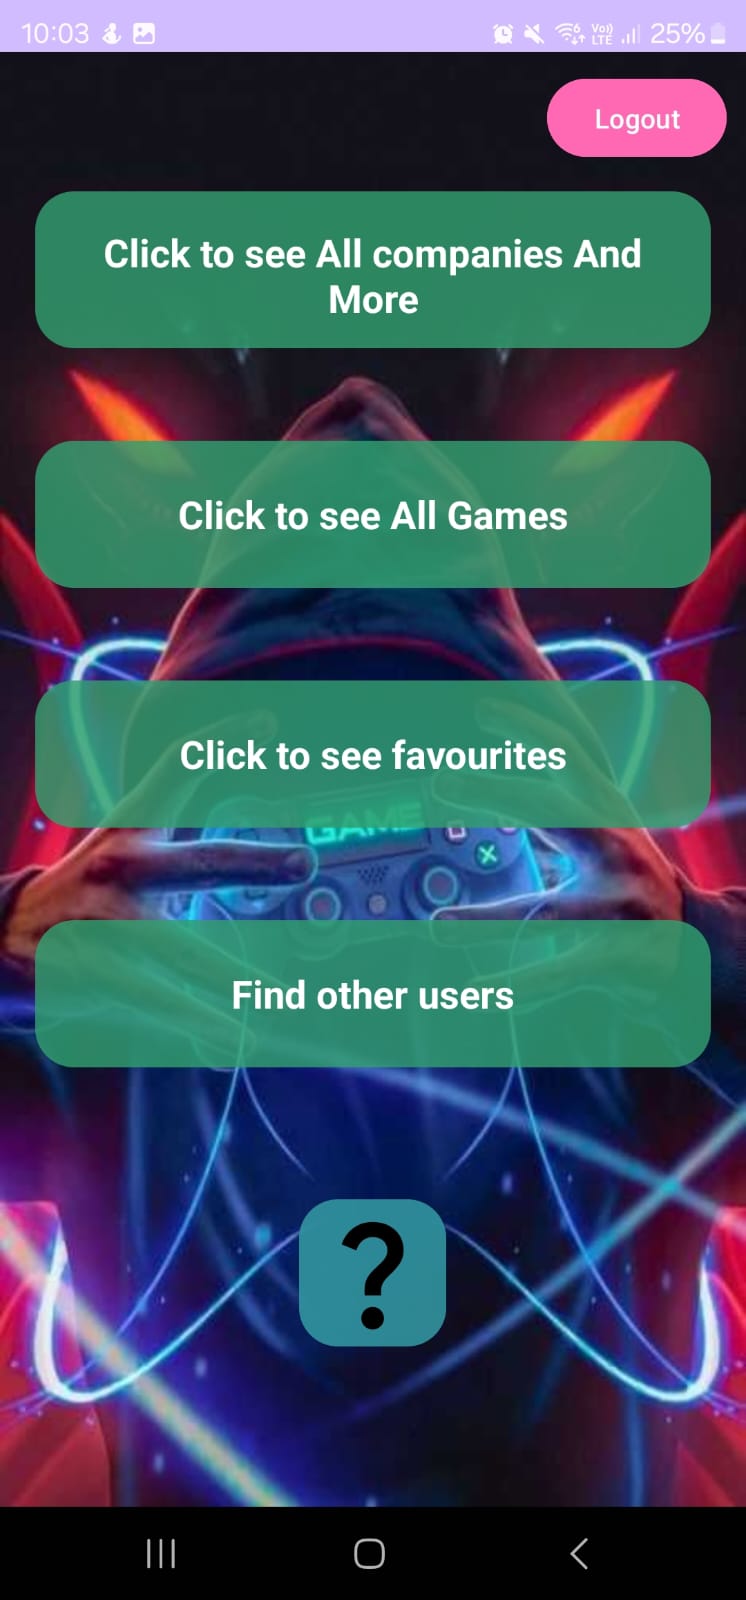 10:03 Vo)) LTE 25%
Logout
Click to see All companies And
More
Click to see All Games
Click to see favourites
GAME
Find other users
?